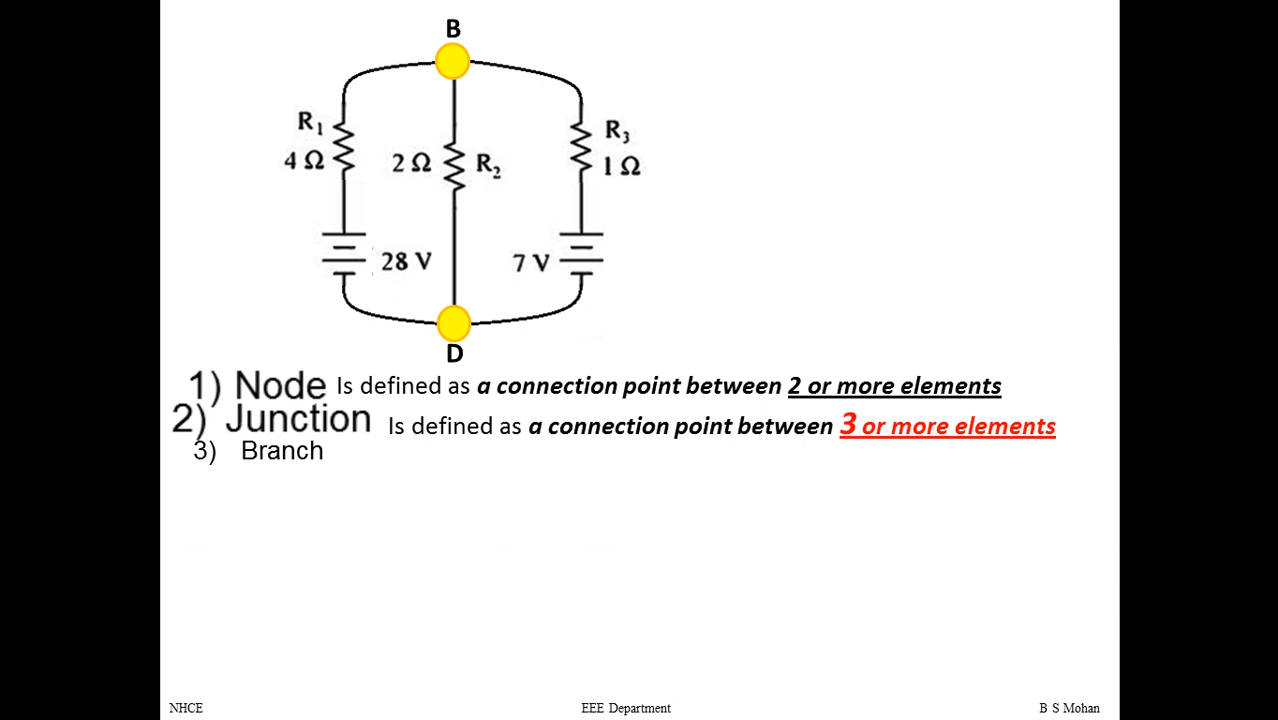 B
R1
4 Ω
2 Ω
R2
R3
1 Ω
28 V
7 V
D
1) Node Is defined as a connection point between 2 or more elements
2) Junction Is defined as a connection point between 3 or more elements
3) Branch
NHCE EEE Department B S Mohan